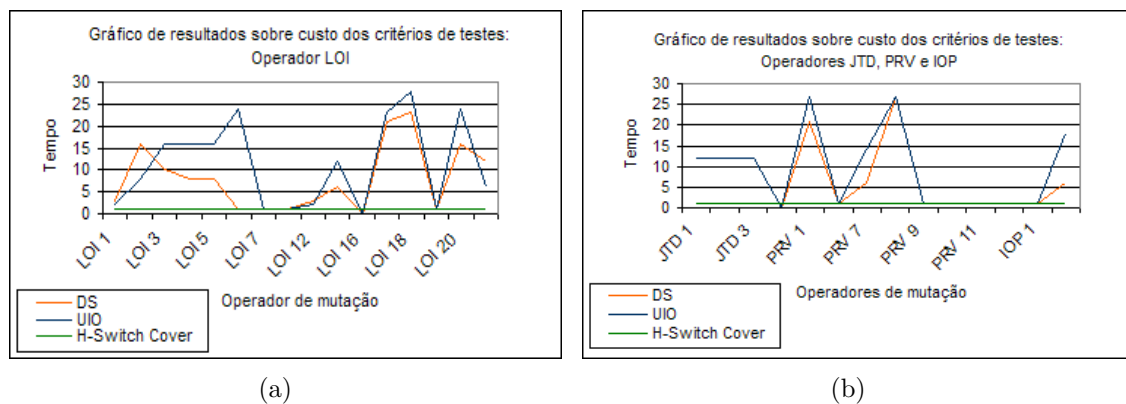 Gráfico de resultados sobre custo dos critérios de testes:
Operador LOI
Tempo
30
25
20
15
10
5
0
LOI 1
LOI 3
LOI 5
LOI 7
LOI 12
LOI 16
LOI 18
LOI 20
Operador de mutação
DS
UIO
H-Switch Cover
(a)
Gráfico de resultados sobre custo dos critérios de testes:
Operadores JTD, PRV e IOP
Tempo
30
25
20
15
10
5
0
JTD 1
JTD 3
PRV 1
PRV 7
PRV 9
PRV 11
IOP 1
Operadores de mutação
DS
UIO
H-Switch Cover
(b)